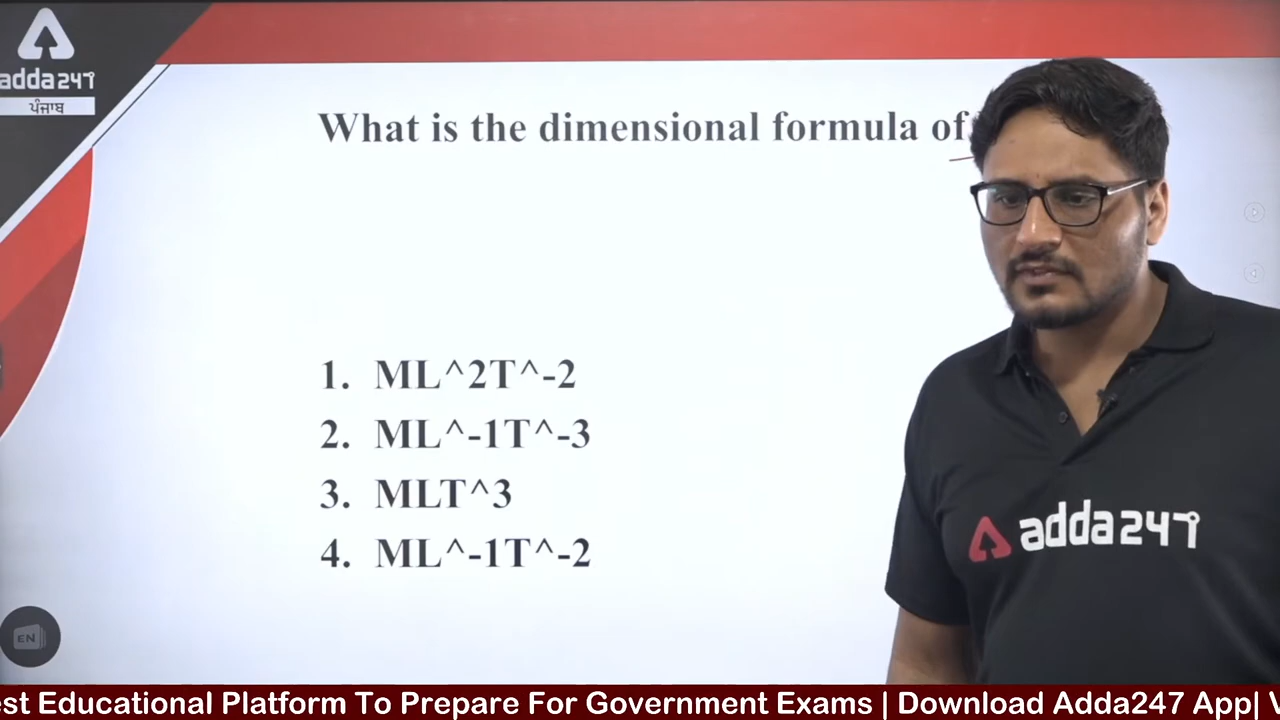 adda247
ਪੰਜਾਬ
What is the dimensional formula of
1. ML^2T^-2
2. ML^-1T^-3
3. MLT^3
4. ML^-1T^-2
adda247
EN
Educational Platform To Prepare For Government Exams | Download Adda247 App|